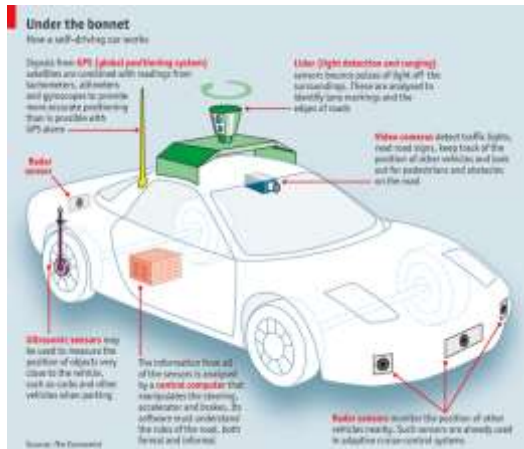 Under the bonnet
How a self-driving car works
Signals from GPS (global positioning system)
satellites are combined with readings from
tachometers, altimeters
and gyroscopes to provide
more accurate positioning
than is possible with
GPS alone
Lidar (light detection and ranging)
sensors bounce pulses of light off the
surroundings. These are analysed to
identify lane markings and the
edges of roads
Video cameras detect traffic lights,
read road signs, keep track of the
position of other vehicles and look
out for pedestrians and obstacles
on the road
Radar
sensor
Ultrasonic sensors may
be used to measure the
position of objects very
close to the vehicle,
such as curbs and other
vehicles when parking
The information from all
of the sensors is analysed
by a central computer that
manipulates the steering,
accelerator and brakes. Its
software must understand
the rules of the road, both
formal and informal
Radar sensors monitor the position of other
vehicles nearby. Such sensors are already used
in adaptive cruise-control systems
Source: The Economist